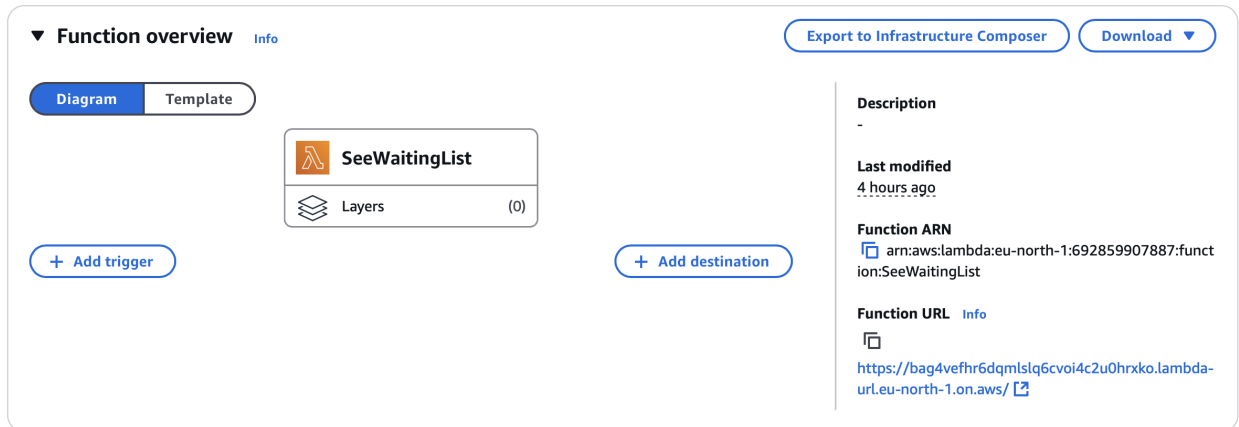 Function overview Info
Export to Infrastructure Composer
Download
Diagram
Template
SeeWaitingList
Layers
(0)
+ Add trigger
+ Add destination
Description
-
Last modified
4 hours ago
Function ARN
arn:aws:lambda:eu-north-1:692859907887:funct
ion:SeeWaitingList
Function URL Info
https://bag4vefhr6dqmlslq6cvoi4c2u0hrxko.lambda-
url.eu-north-1.on.aws/